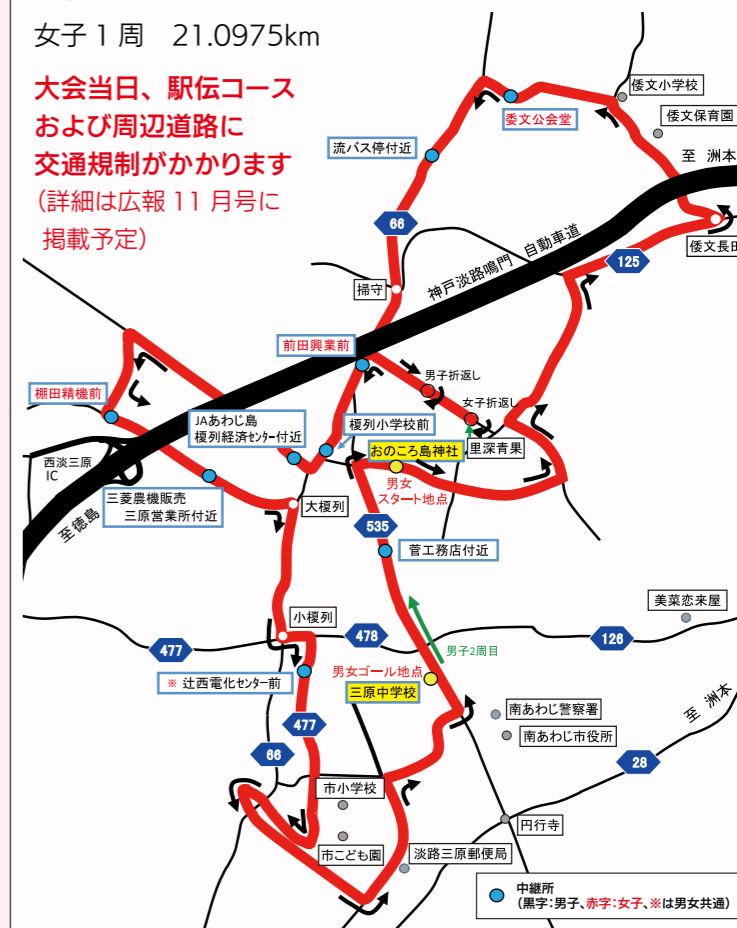 女子1周 21.0975km
大会当日、駅伝コース
および周辺道路に
交通規制がかかります
(詳細は広報 11 月号に
掲載予定)
倭文小学校
委文公会堂
倭文保育園
流バス停付近
至 洲本
66
倭文長田
神戸淡路鳴門 自動車道
125
掃守
前田興業前
男子折返し
棚田精機前
女子折返し
JAあわじ島
榎列経済センター付近
榎列小学校前
おのころ島神社
里深青果
西淡三原
IC
男女
スタート地点
三菱農機販売
三原営業所付近
大榎列
至徳島
535
菅工務店付近
美菜恋来屋
小榎列
477
478
126
男子2周目
男女ゴール地点
※ 辻西電化センター前
三原中学校
至 洲本
477
南あわじ警察署
南あわじ市役所
66
28
市小学校
円行寺
市こども園
淡路三原郵便局
中継所
(黒字:男子、赤字:女子、※は男女共通)